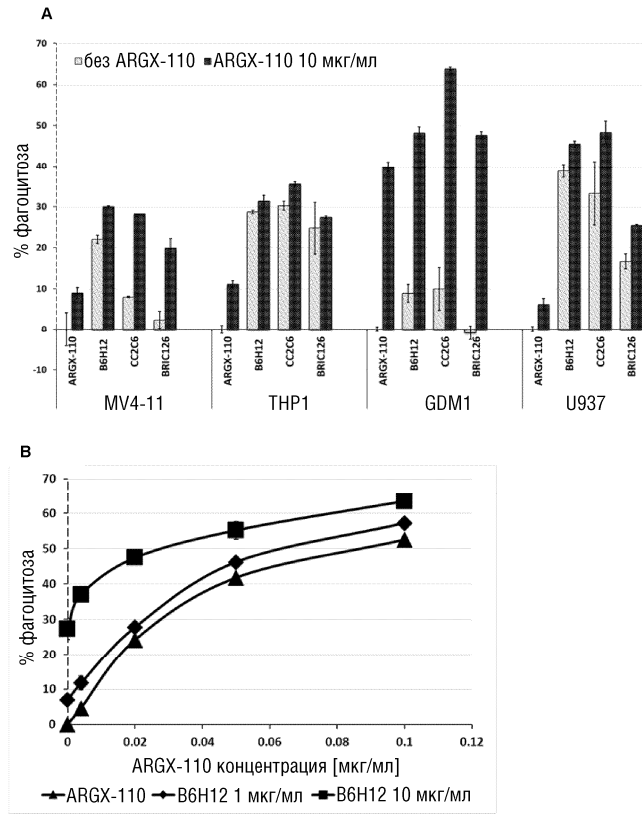 A
70
60
50
40
30
20
10
0
-10
% фагоцитоза
без ARGX-110 ARGX-110 10 мкг/мл
ARGX-110 B6H12 CC2C6 BRIC126 ARGX-110 B6H12 CC2C6 BRIC126 ARGX-110 B6H12 CC2C6 BRIC126 ARGX-110 B6H12 CC2C6 BRIC126
MV4-11 THP1 GDM1 U937
B
70
60
50
40
30
20
10
0
% фагоцитоза
0 0.02 0.04 0.06 0.08 0.1 0.12
ARGX-110 концентрация [мкг/мл]
ARGX-110 B6H12 1 мкг/мл B6H12 10 мкг/мл